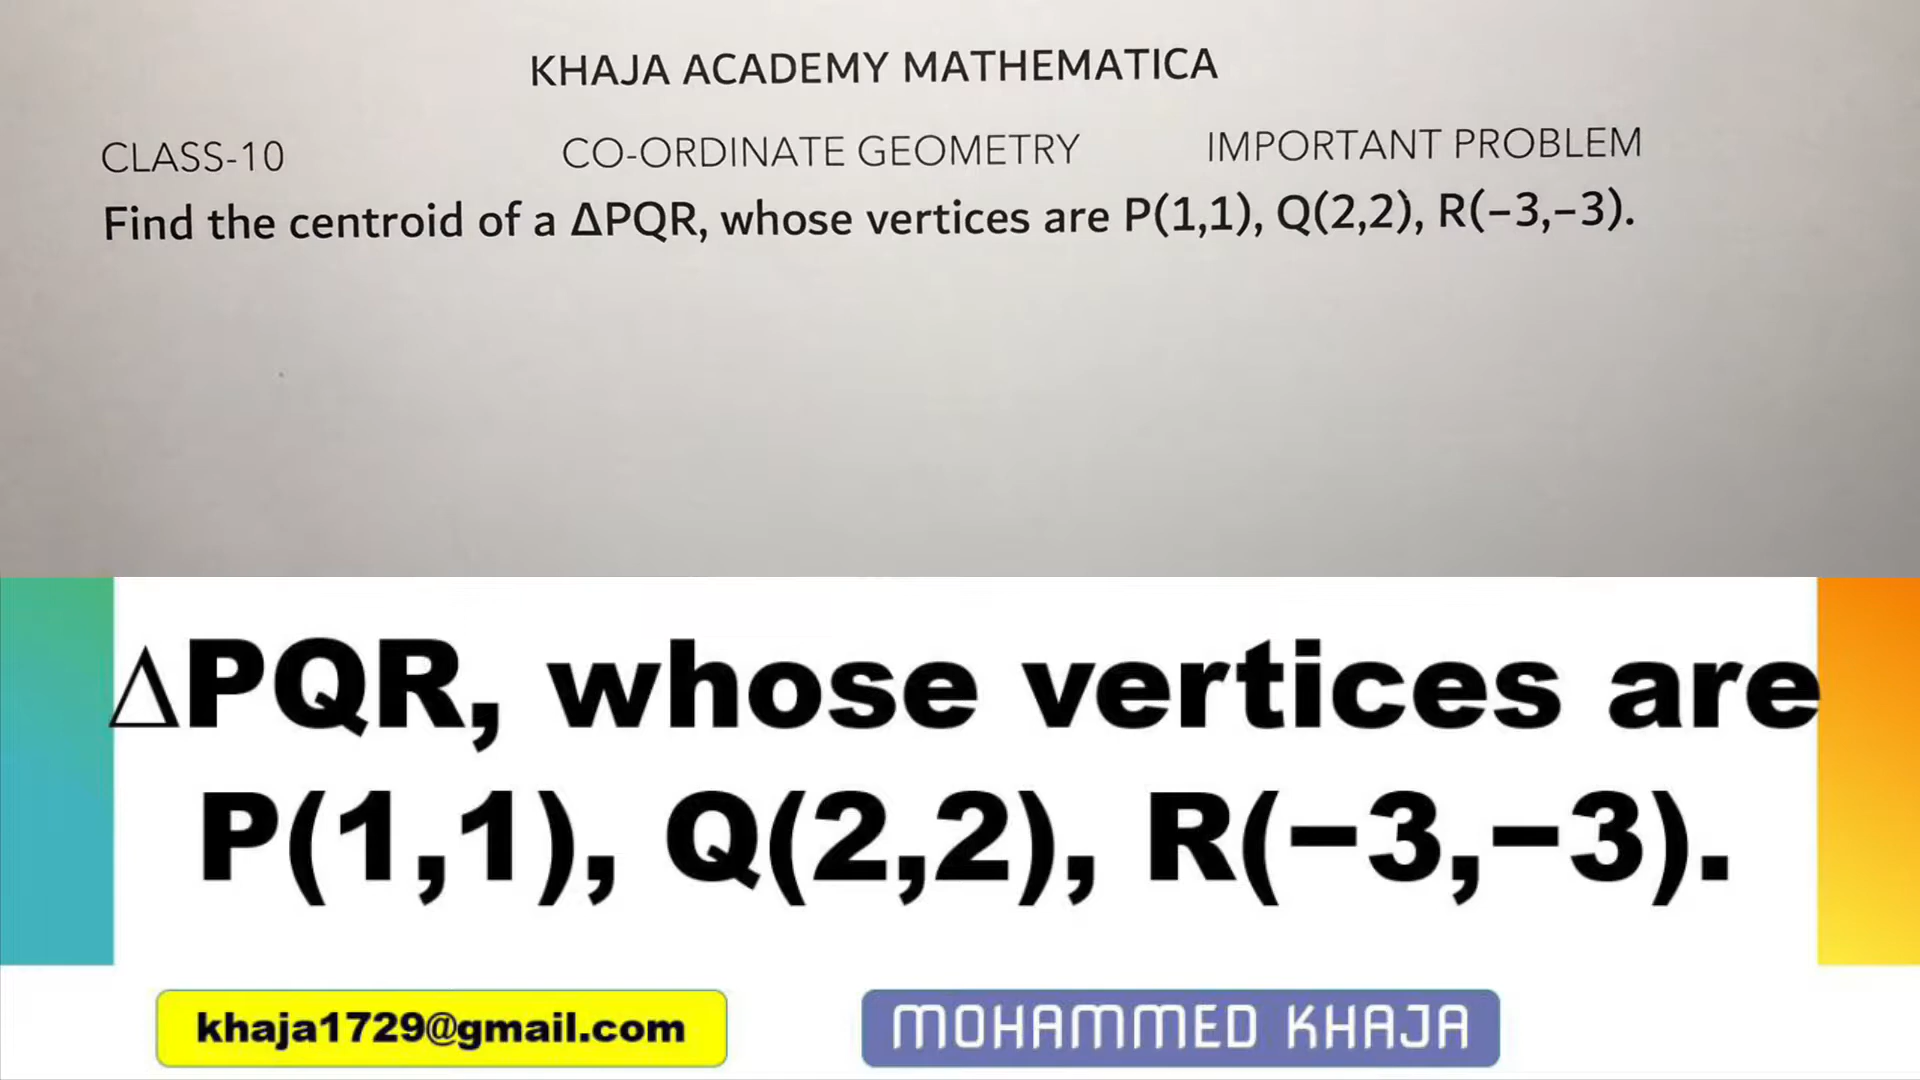 KHAJA ACADEMY MATHEMATICA
CLASS-10 CO-ORDINATE GEOMETRY IMPORTANT PROBLEM
Find the centroid of a ΔPQR, whose vertices are P(1,1), Q(2,2), R(−3,−3).
ΔPQR, whose vertices are
P(1,1), Q(2,2), R(−3,−3).
khaja1729@gmail.com MOHAMMED KHAJA